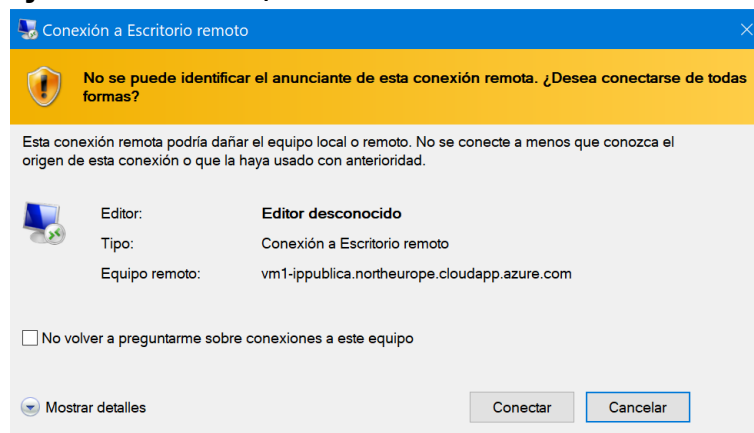 Conexión a Escritorio remoto
No se puede identificar el anunciante de esta conexión remota. ¿Desea conectarse de todas
formas?
Esta conexión remota podría dañar el equipo local o remoto. No se conecte a menos que conozca el
origen de esta conexión o que la haya usado con anterioridad.
Editor: Editor desconocido
Tipo: Conexión a Escritorio remoto
Equipo remoto: vm1-ippublica.northeurope.cloudapp.azure.com
No volver a preguntarme sobre conexiones a este equipo
Mostrar detalles Conectar Cancelar